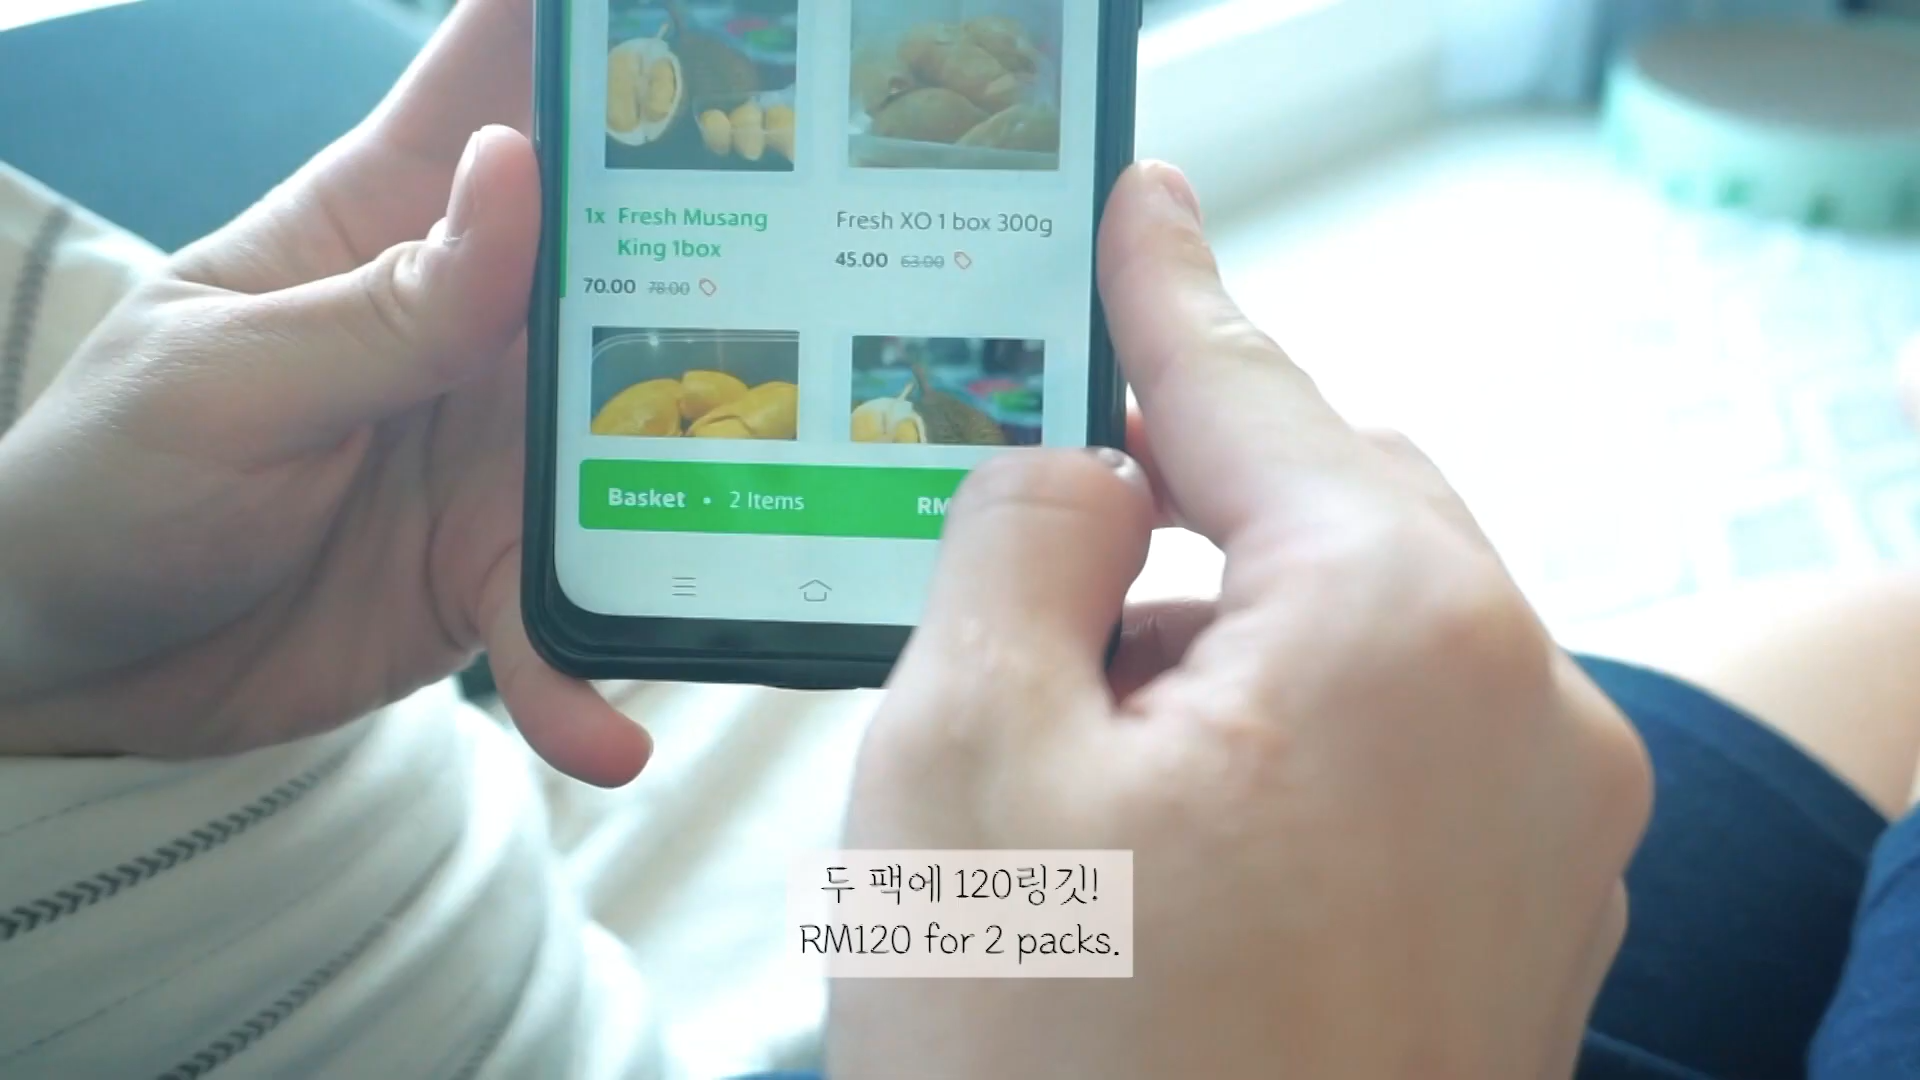 1x Fresh Musang
King 1box
70.00 78.00
Fresh XO 1 box 300g
45.00 63.00
Basket • 2 Items RM
두 팩에 120링깃!
RM120 for 2 packs.